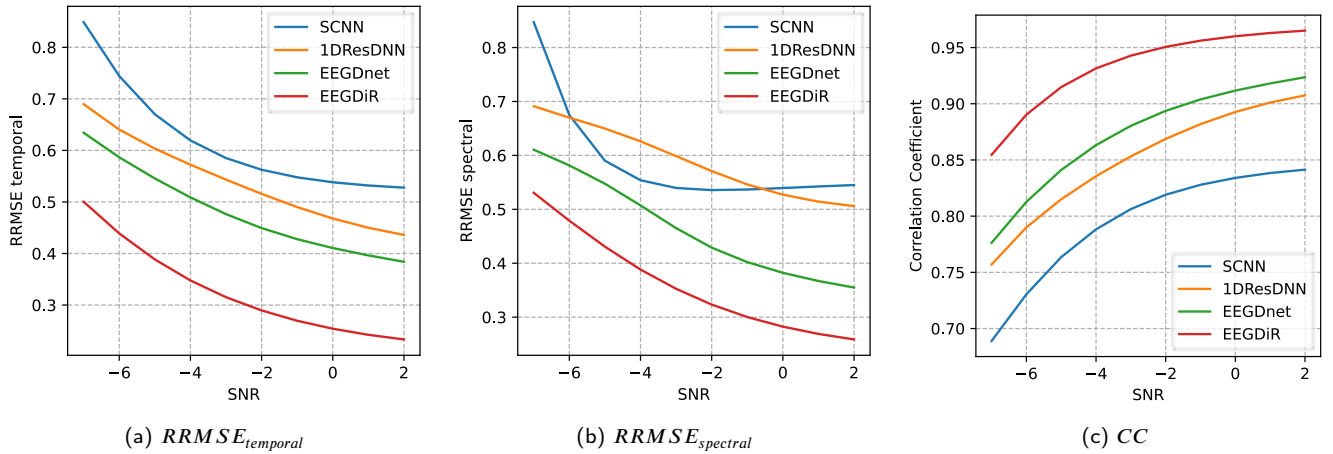 SCNN
1DResDNN
EEGDnet
EEGDiR
RRMSE temporal
0.8
0.7
0.6
0.5
0.4
0.3
−6 −4 −2 0 2
SNR
(a) RRMSE_temporal
SCNN
1DResDNN
EEGDnet
EEGDiR
RRMSE spectral
0.8
0.7
0.6
0.5
0.4
0.3
−6 −4 −2 0 2
SNR
(b) RRMSE_spectral
Correlation Coefficient
0.95
0.90
0.85
0.80
0.75
0.70
SCNN
1DResDNN
EEGDnet
EEGDiR
−6 −4 −2 0 2
SNR
(c) CC